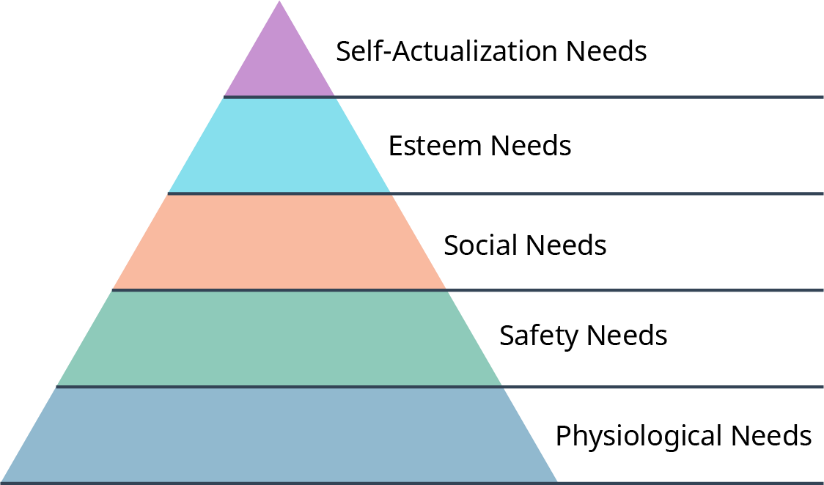 Self-Actualization Needs
Esteem Needs
Social Needs
Safety Needs
Physiological Needs